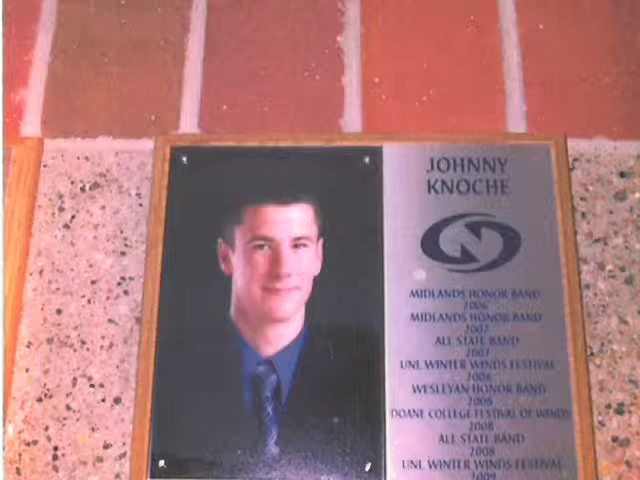 JOHNNY
KNOCHE
N
MIDLANDS HONOR BAND
2006
MIDLANDS HONOR BAND
2007
ALL STATE BAND
2007
UNL WINTER WINDS FESTIVAL
2008
WESLEYAN HONOR BAND
2008
DOANE COLLEGE FESTIVAL OF WINDS
2008
ALL STATE BAND
2008
UNL WINTER WINDS FESTIVAL
2009